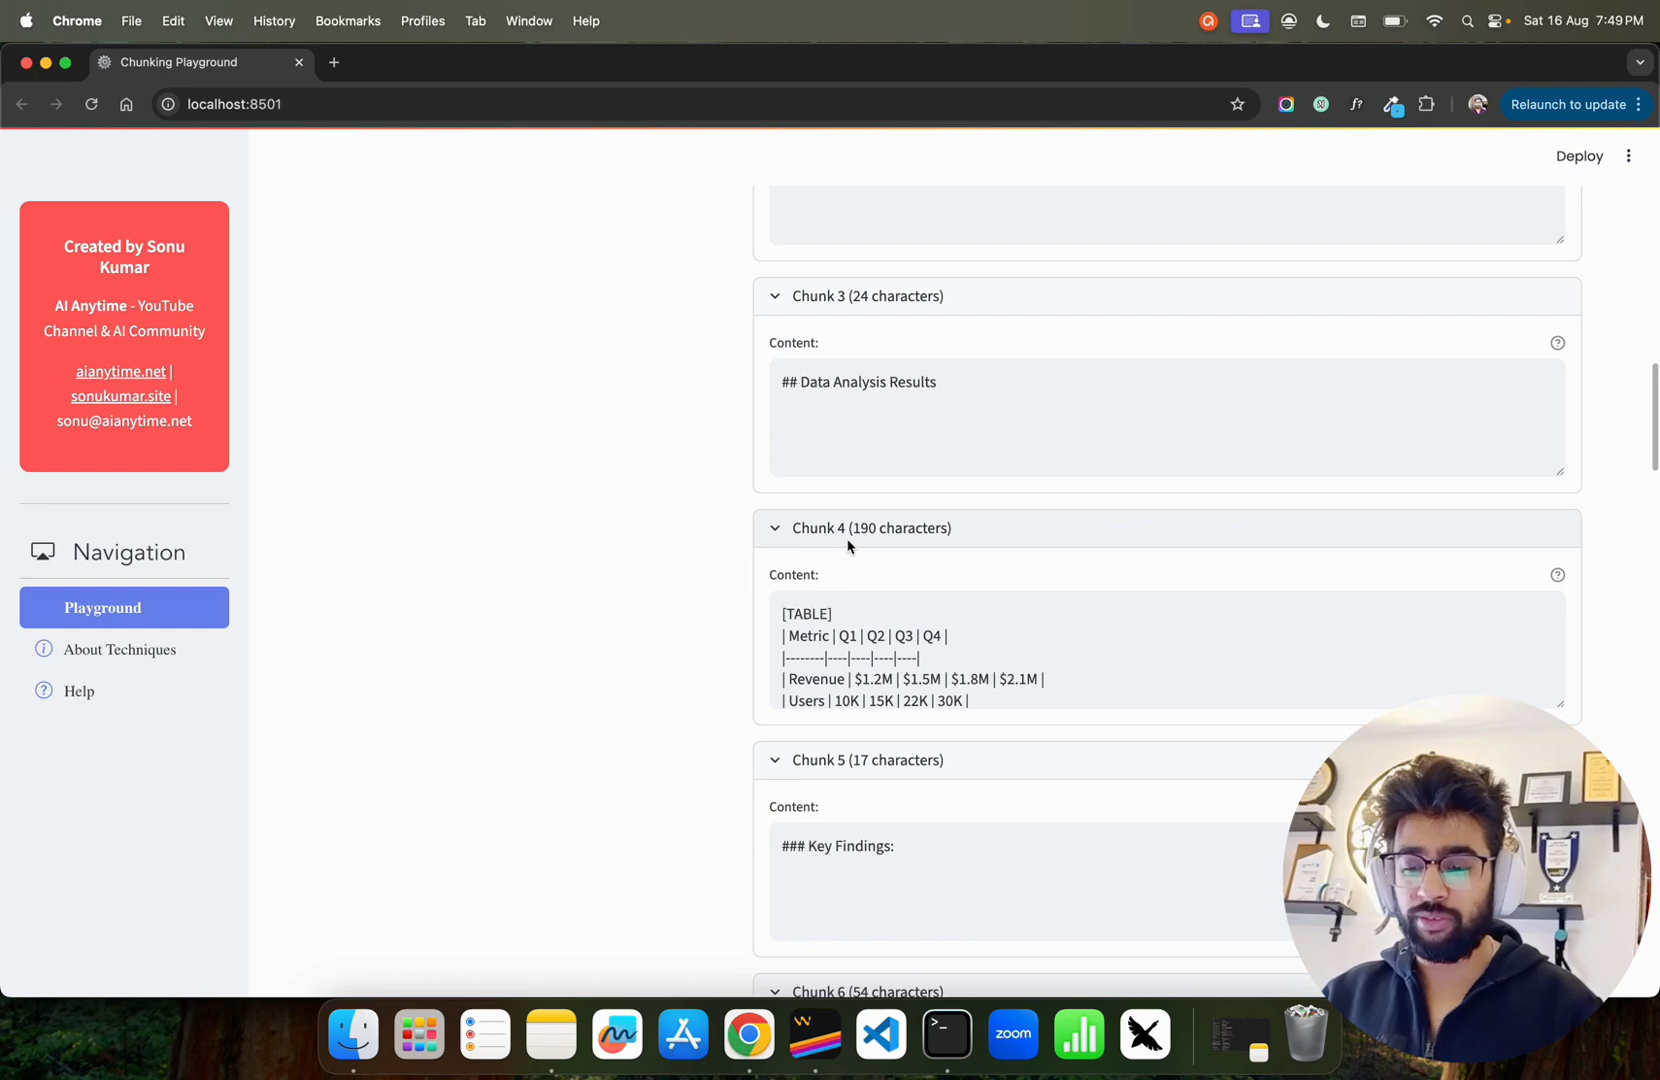 Chrome File Edit View History Bookmarks Profiles Tab Window Help Sat 16 Aug 7:49 PM
Chunking Playground
localhost:8501 Relaunch to update
Deploy
Created by Sonu
Kumar
AI Anytime - YouTube
Channel & AI Community
aianytime.net |
sonukumar.site |
sonu@aianytime.net
Navigation
Playground
About Techniques
Help
Chunk 3 (24 characters)
Content:
## Data Analysis Results
Chunk 4 (190 characters)
Content:
[TABLE]
| Metric | Q1 | Q2 | Q3 | Q4 |
|--------|----|----|----|----|
| Revenue | $1.2M | $1.5M | $1.8M | $2.1M |
| Users | 10K | 15K | 22K | 30K |
Chunk 5 (17 characters)
Content:
### Key Findings:
Chunk 6 (54 characters)
zoom